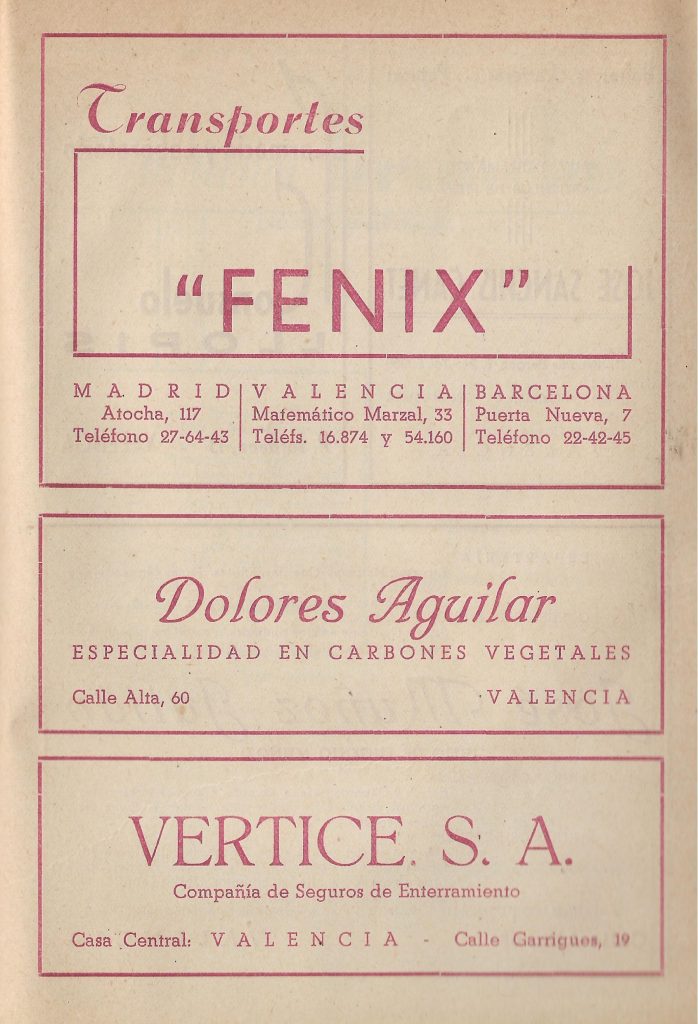 Transportes
"FENIX"
MADRID
Atocha, 117
Teléfono 27-64-43
VALENCIA
Matemático Marzal, 33
Teléfs. 16.874 y 54.160
BARCELONA
Puerta Nueva, 7
Teléfono 22-42-45
Dolores Aguilar
ESPECIALIDAD EN CARBONES VEGETALES
Calle Alta, 60 VALENCIA
VERTICE. S. A.
Compañía de Seguros de Enterramiento
Casa Central: VALENCIA - Calle Garrigues, 19